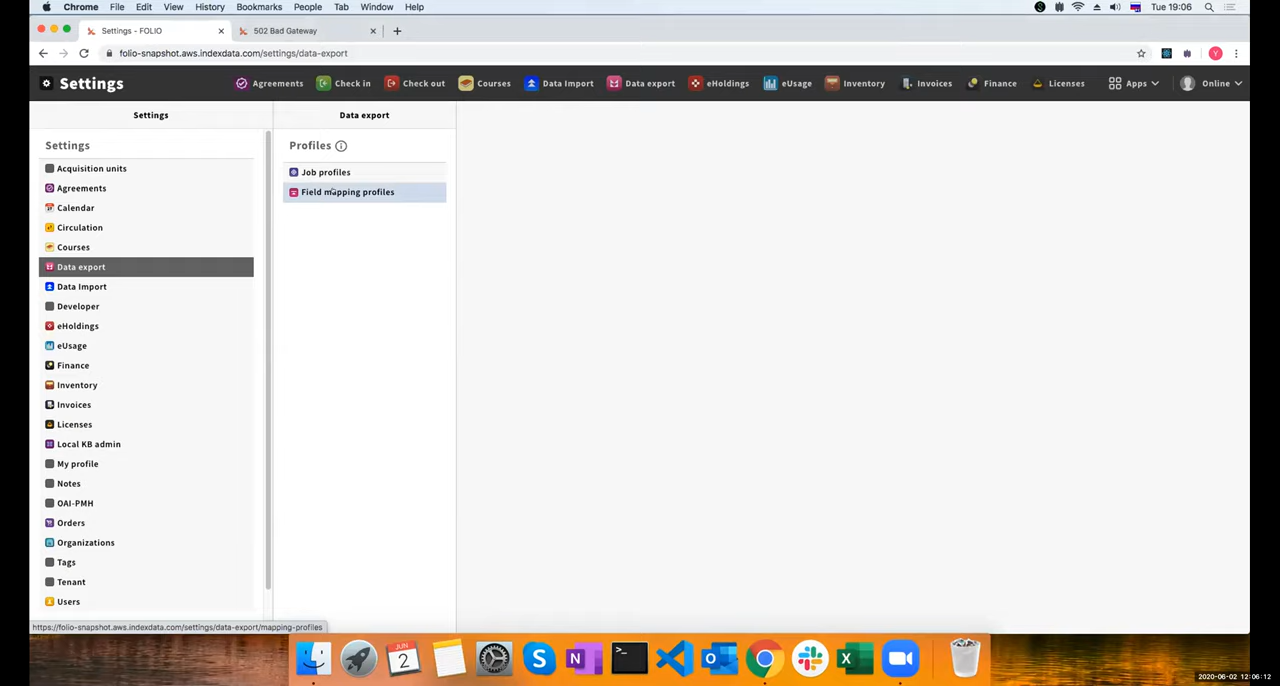 Chrome File Edit View History Bookmarks People Tab Window Help Tue 19:06
Settings - FOLIO 502 Bad Gateway
folio-snapshot.aws.indexdata.com/settings/data-export Y
Settings Agreements Check in Check out Courses Data Import Data export eHoldings eUsage Inventory Invoices Finance Licenses Apps Online
Settings
Settings
Acquisition units
Agreements
Calendar
Circulation
Courses
Data export
Data Import
Developer
eHoldings
eUsage
Finance
Inventory
Invoices
Licenses
Local KB admin
My profile
Notes
OAI-PMH
Orders
Organizations
Tags
Tenant
Users
Data export
Profiles
Job profiles
Field mapping profiles
https://folio-snapshot.aws.indexdata.com/settings/data-export/mapping-profiles
JUN
2
2020-06-02 12:06:12